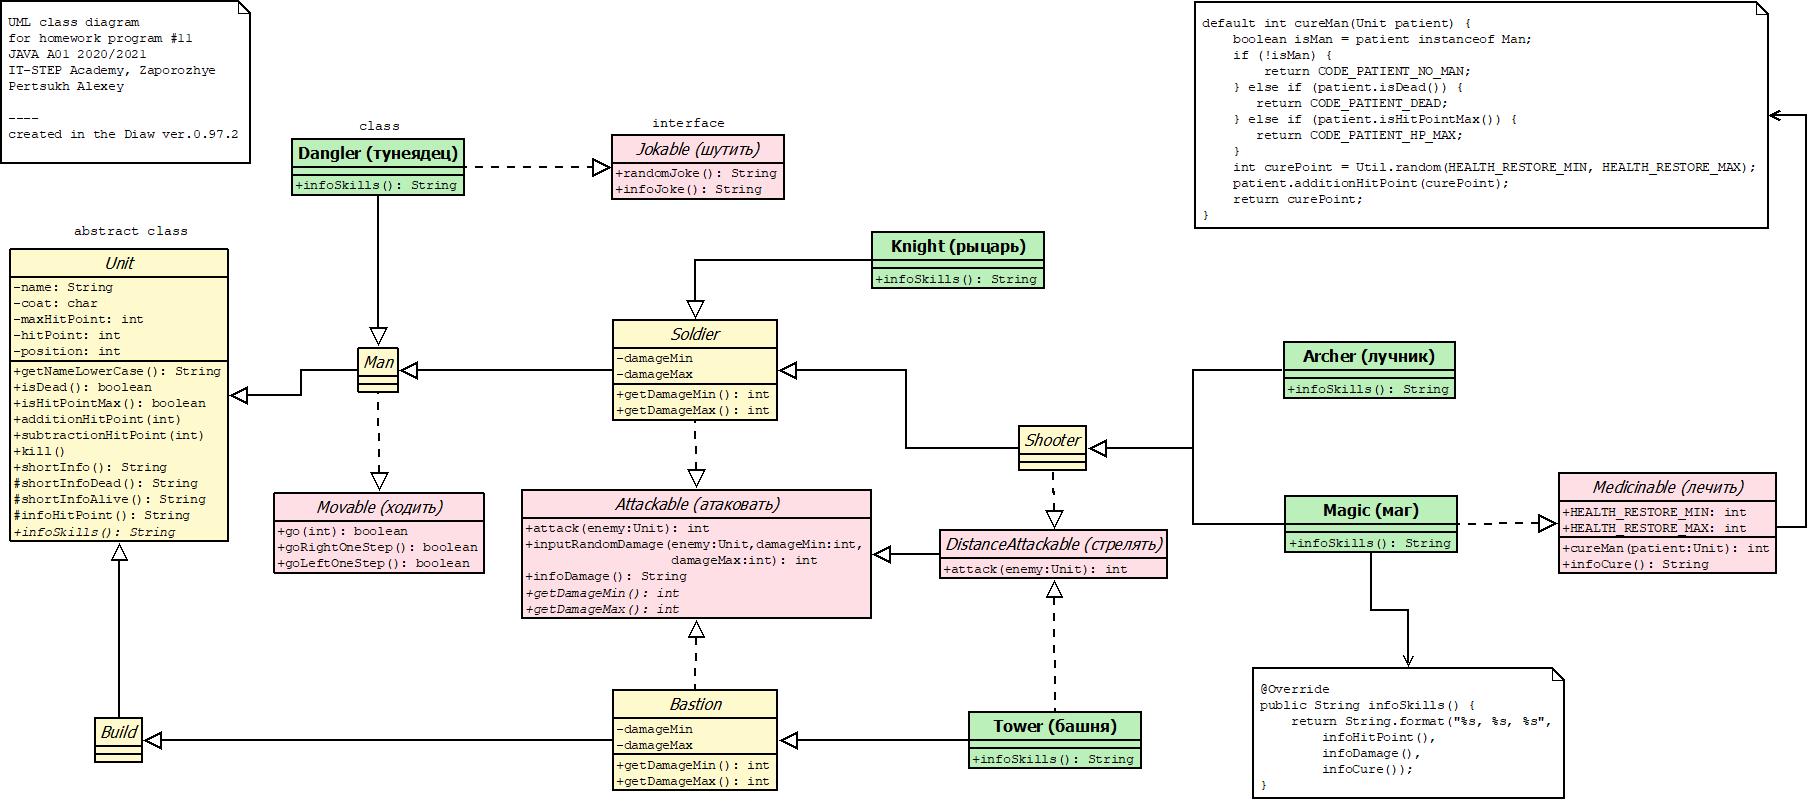 UML class diagram
for homework program #11
JAVA A01 2020/2021
IT-STEP Academy, Zaporozhye
Pertsukh Alexey
----
created in the Diaw ver.0.97.2
class
Dangler (тунеядец)
+infoSkills(): String
interface
Jokable (шутить)
+randomJoke(): String
+infoJoke(): String
default int cureMan(Unit patient) {
    boolean isMan = patient instanceof Man;
    if (!isMan) {
        return CODE_PATIENT_NO_MAN;
    } else if (patient.isDead()) {
       return CODE_PATIENT_DEAD;
    } else if (patient.isHitPointMax()) {
       return CODE_PATIENT_HP_MAX;
    }
    int curePoint = Util.random(HEALTH_RESTORE_MIN, HEALTH_RESTORE_MAX);
    patient.additionHitPoint(curePoint);
    return curePoint;
}
abstract class
Unit
-name: String
-coat: char
-maxHitPoint: int
-hitPoint: int
-position: int
+getNameLowerCase(): String
+isDead(): boolean
+isHitPointMax(): boolean
+additionHitPoint(int)
+subtractionHitPoint(int)
+kill()
+shortInfo(): String
#shortInfoDead(): String
#shortInfoAlive(): String
#infoHitPoint(): String
+infoSkills(): String
Man
Knight (рыцарь)
+infoSkills(): String
Soldier
-damageMin
-damageMax
+getDamageMin(): int
+getDamageMax(): int
Archer (лучник)
+infoSkills(): String
Shooter
Movable (ходить)
+go(int): boolean
+goRightOneStep(): boolean
+goLeftOneStep(): boolean
Attackable (атаковать)
+attack(enemy:Unit): int
+inputRandomDamage(enemy:Unit,damageMin:int,
damageMax:int): int
+infoDamage(): String
+getDamageMin(): int
+getDamageMax(): int
DistanceAttackable (стрелять)
+attack(enemy:Unit): int
Magic (маг)
+infoSkills(): String
Medicinable (лечить)
+HEALTH_RESTORE_MIN: int
+HEALTH_RESTORE_MAX: int
+cureMan(patient:Unit): int
+infoCure(): String
Build
Bastion
-damageMin
-damageMax
+getDamageMin(): int
+getDamageMax(): int
Tower (башня)
+infoSkills(): String
@Override
public String infoSkills() {
    return String.format("%s, %s, %s",
        infoHitPoint(),
        infoDamage(),
        infoCure());
}